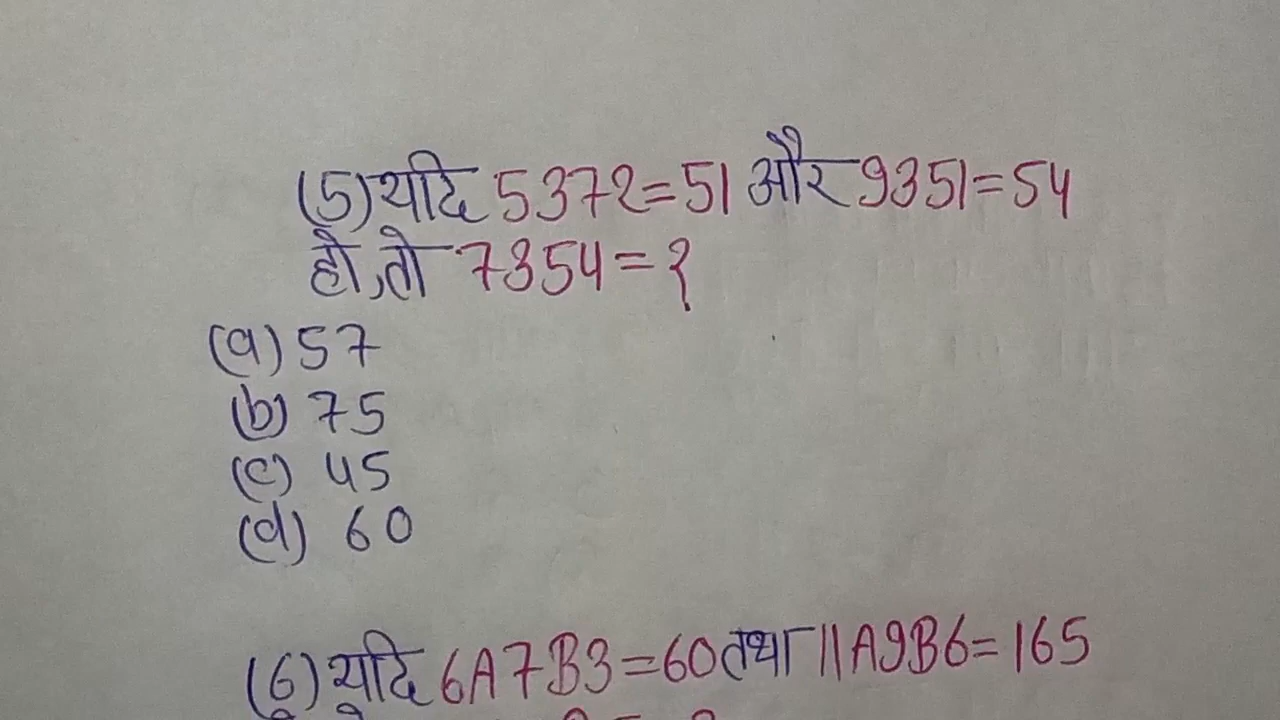 (5) यदि 5372=51 और 9351=54
हो, तो 7354=?
(a) 57
(b) 75
(c) 45
(d) 60
(6) यदि 6A7B3=60 तथा 11A9B6=165